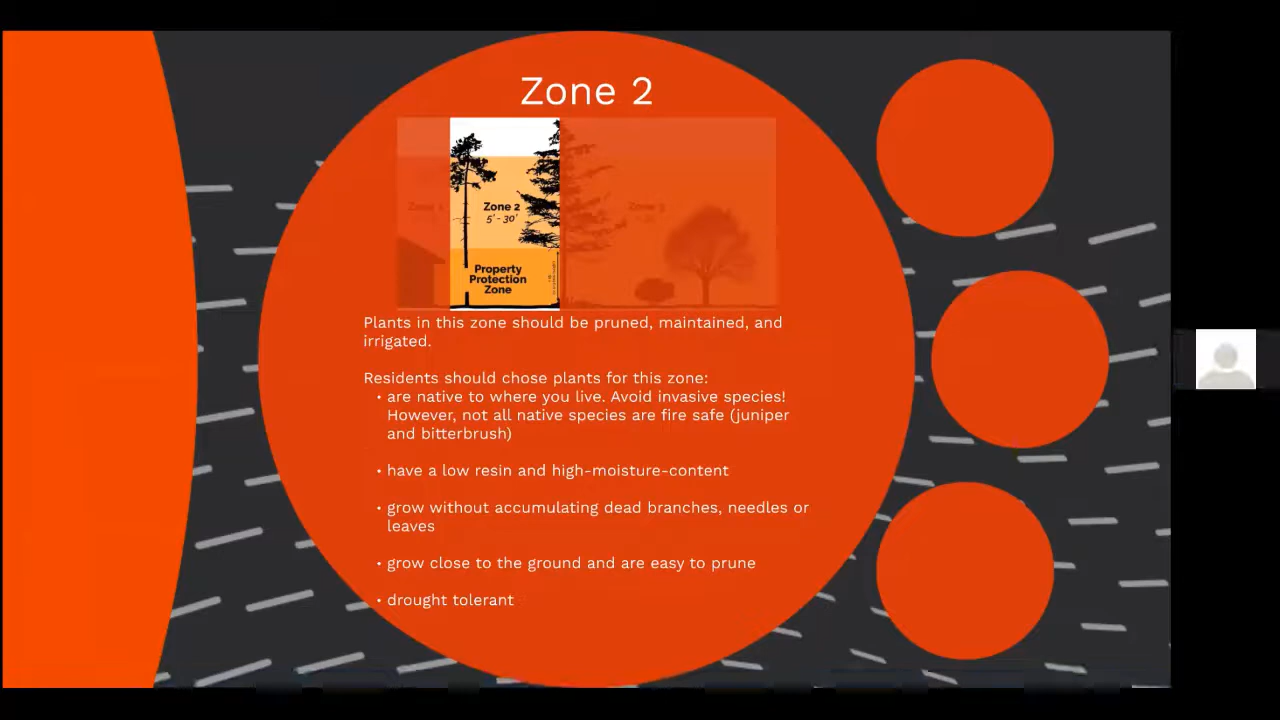 Zone 2
Zone 2
5' - 30'
Property
Protection
Zone
Plants in this zone should be pruned, maintained, and
irrigated.
Residents should chose plants for this zone:
• are native to where you live. Avoid invasive species!
However, not all native species are fire safe (juniper
and bitterbrush)
• have a low resin and high-moisture-content
• grow without accumulating dead branches, needles or
leaves
• grow close to the ground and are easy to prune
• drought tolerant